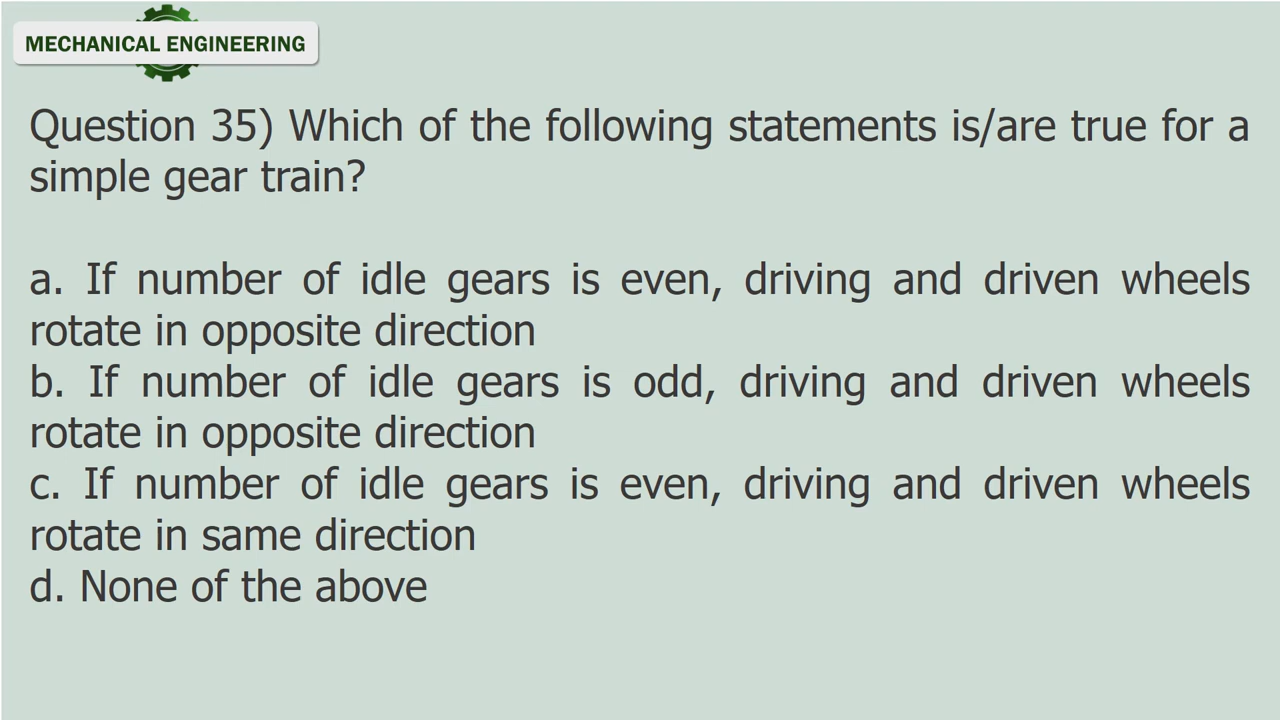 MECHANICAL ENGINEERING
Question 35) Which of the following statements is/are true for a
simple gear train?
a. If number of idle gears is even, driving and driven wheels
rotate in opposite direction
b. If number of idle gears is odd, driving and driven wheels
rotate in opposite direction
c. If number of idle gears is even, driving and driven wheels
rotate in same direction
d. None of the above